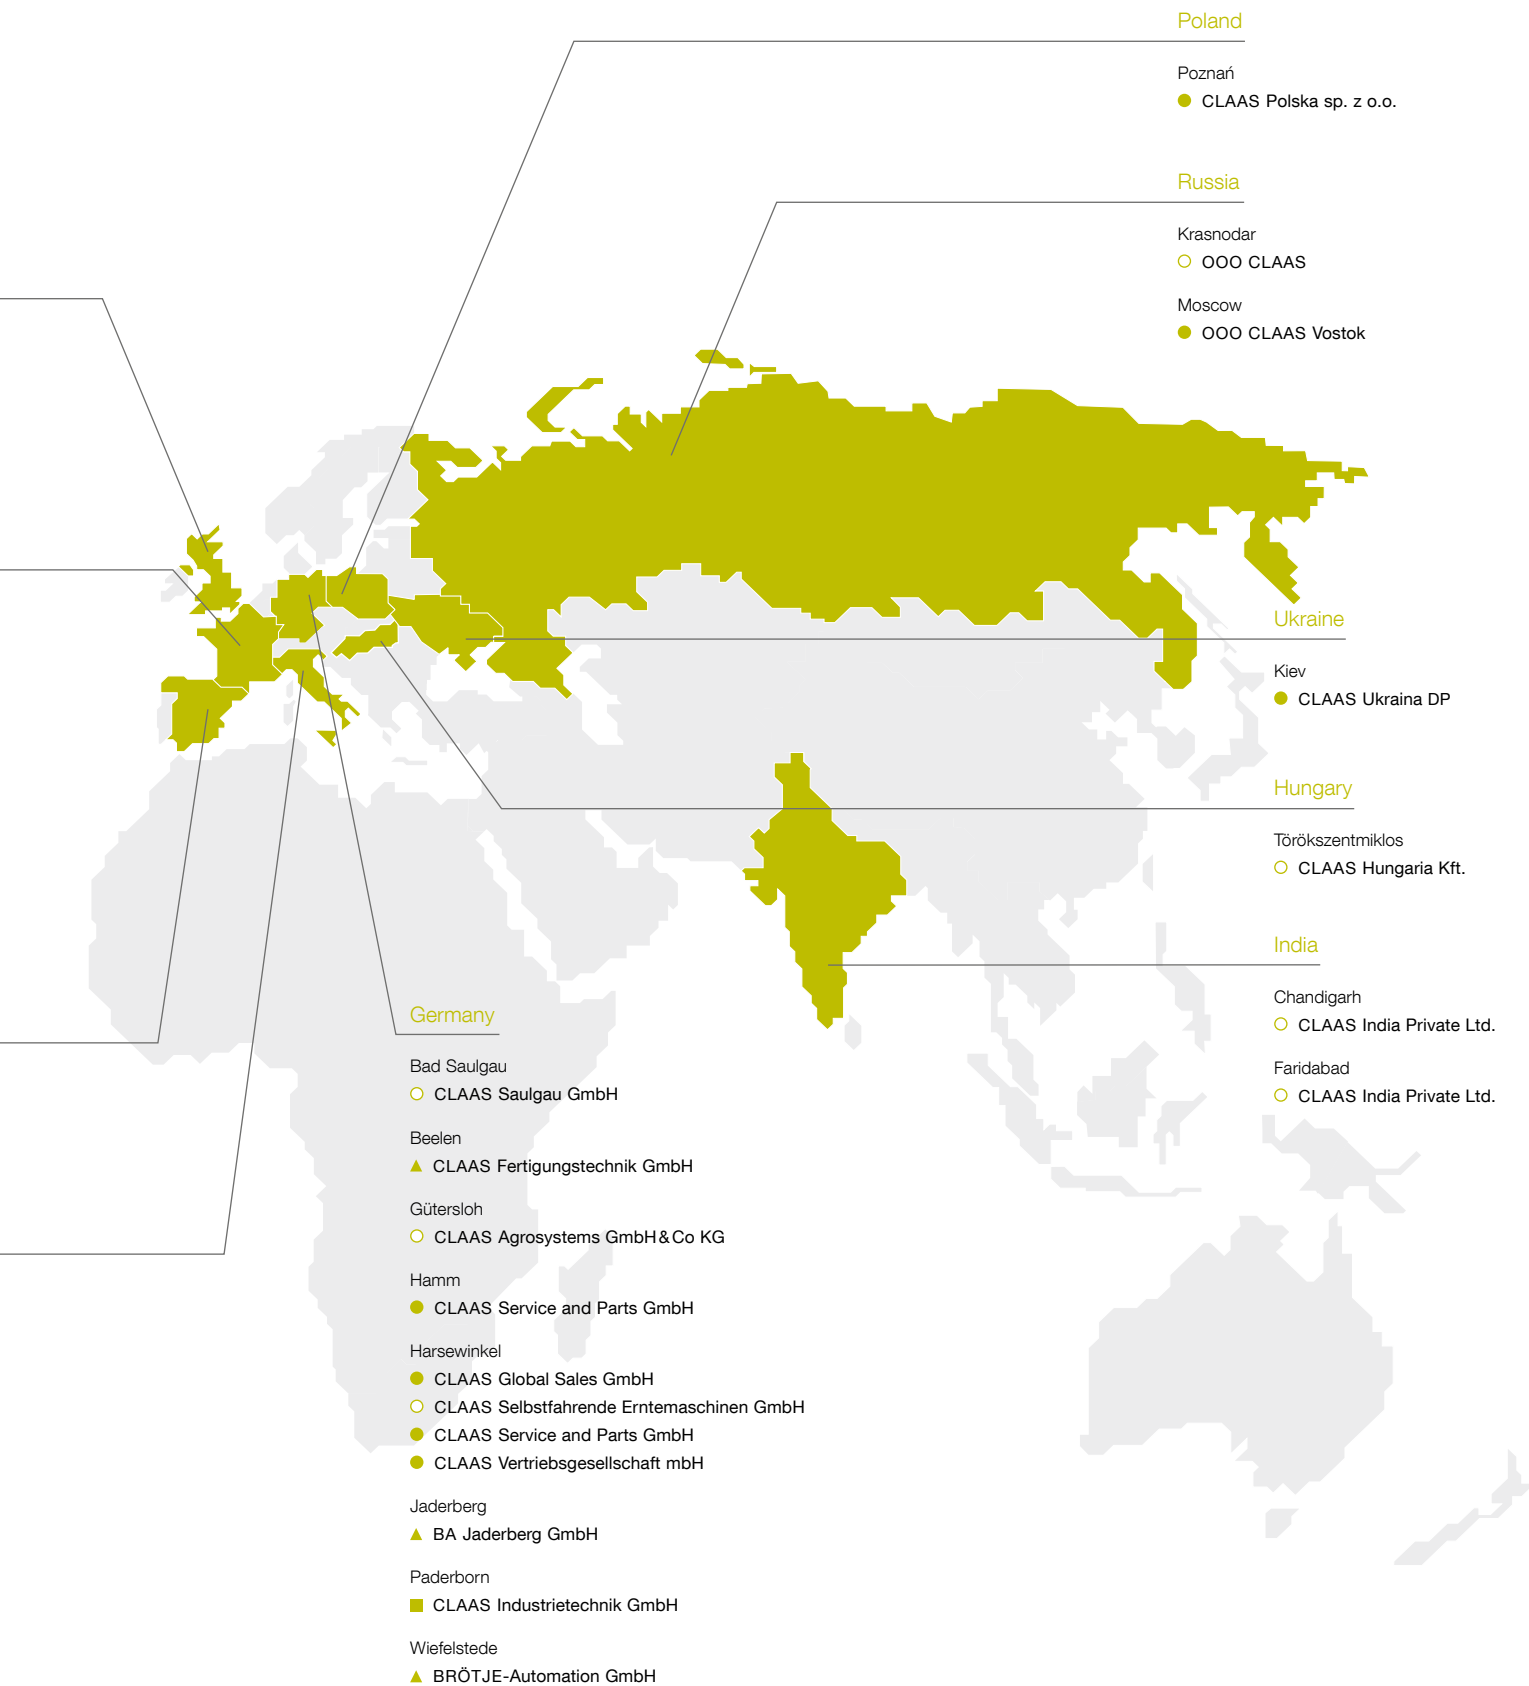 Poland
Poznań
CLAAS Polska sp. z o.o.
Russia
Krasnodar
OOO CLAAS
Moscow
OOO CLAAS Vostok
Ukraine
Kiev
CLAAS Ukraina DP
Hungary
Törökszentmiklos
CLAAS Hungaria Kft.
India
Chandigarh
CLAAS India Private Ltd.
Faridabad
CLAAS India Private Ltd.
Germany
Bad Saulgau
CLAAS Saulgau GmbH
Beelen
CLAAS Fertigungstechnik GmbH
Gütersloh
CLAAS Agrosystems GmbH & Co KG
Hamm
CLAAS Service and Parts GmbH
Harsewinkel
CLAAS Global Sales GmbH
CLAAS Selbstfahrende Erntemaschinen GmbH
CLAAS Service and Parts GmbH
CLAAS Vertriebsgesellschaft mbH
Jaderberg
BA Jaderberg GmbH
Paderborn
CLAAS Industrietechnik GmbH
Wiefelstede
BRÖTJE-Automation GmbH